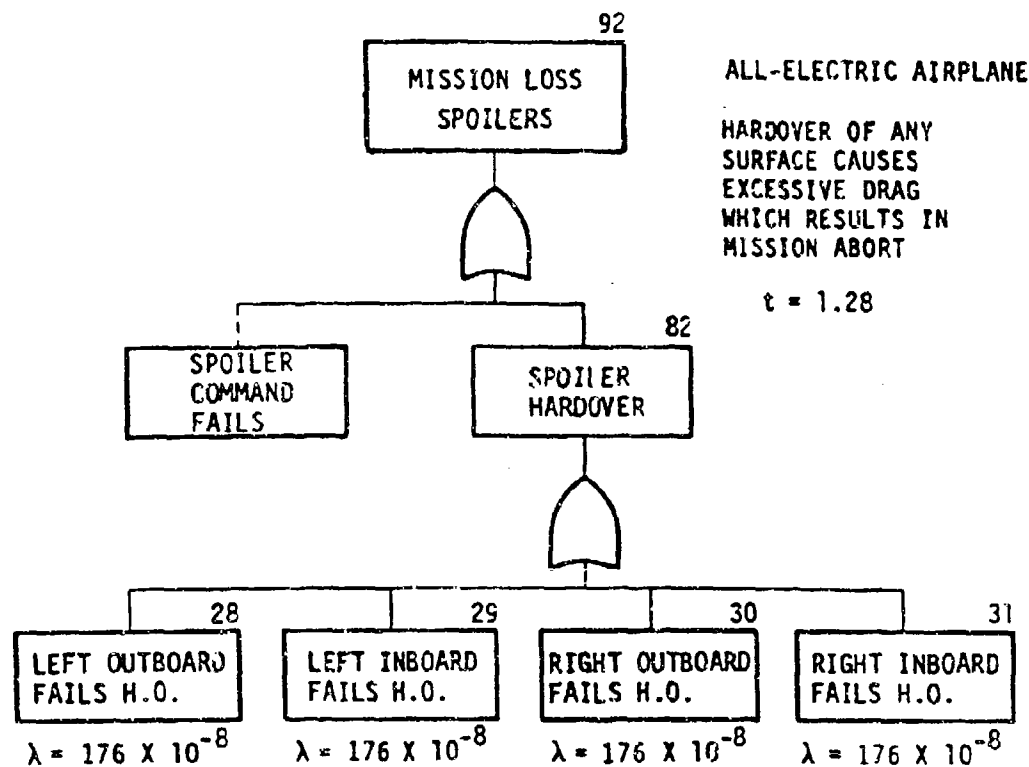 92
MISSION LOSS
SPOILERS
ALL-ELECTRIC AIRPLANE
HARDOVER OF ANY
SURFACE CAUSES
EXCESSIVE DRAG
WHICH RESULTS IN
MISSION ABORT
t = 1.28
SPOILER
COMMAND
FAILS
82
SPOILER
HARDOVER
28
LEFT OUTBOARD
FAILS H.O.
λ = 176 X 10⁻⁸
29
LEFT INBOARD
FAILS H.O.
λ = 176 X 10⁻⁸
30
RIGHT OUTBOARD
FAILS H.O.
λ = 176 X 10⁻⁸
31
RIGHT INBOARD
FAILS H.O.
λ = 176 X 10⁻⁸